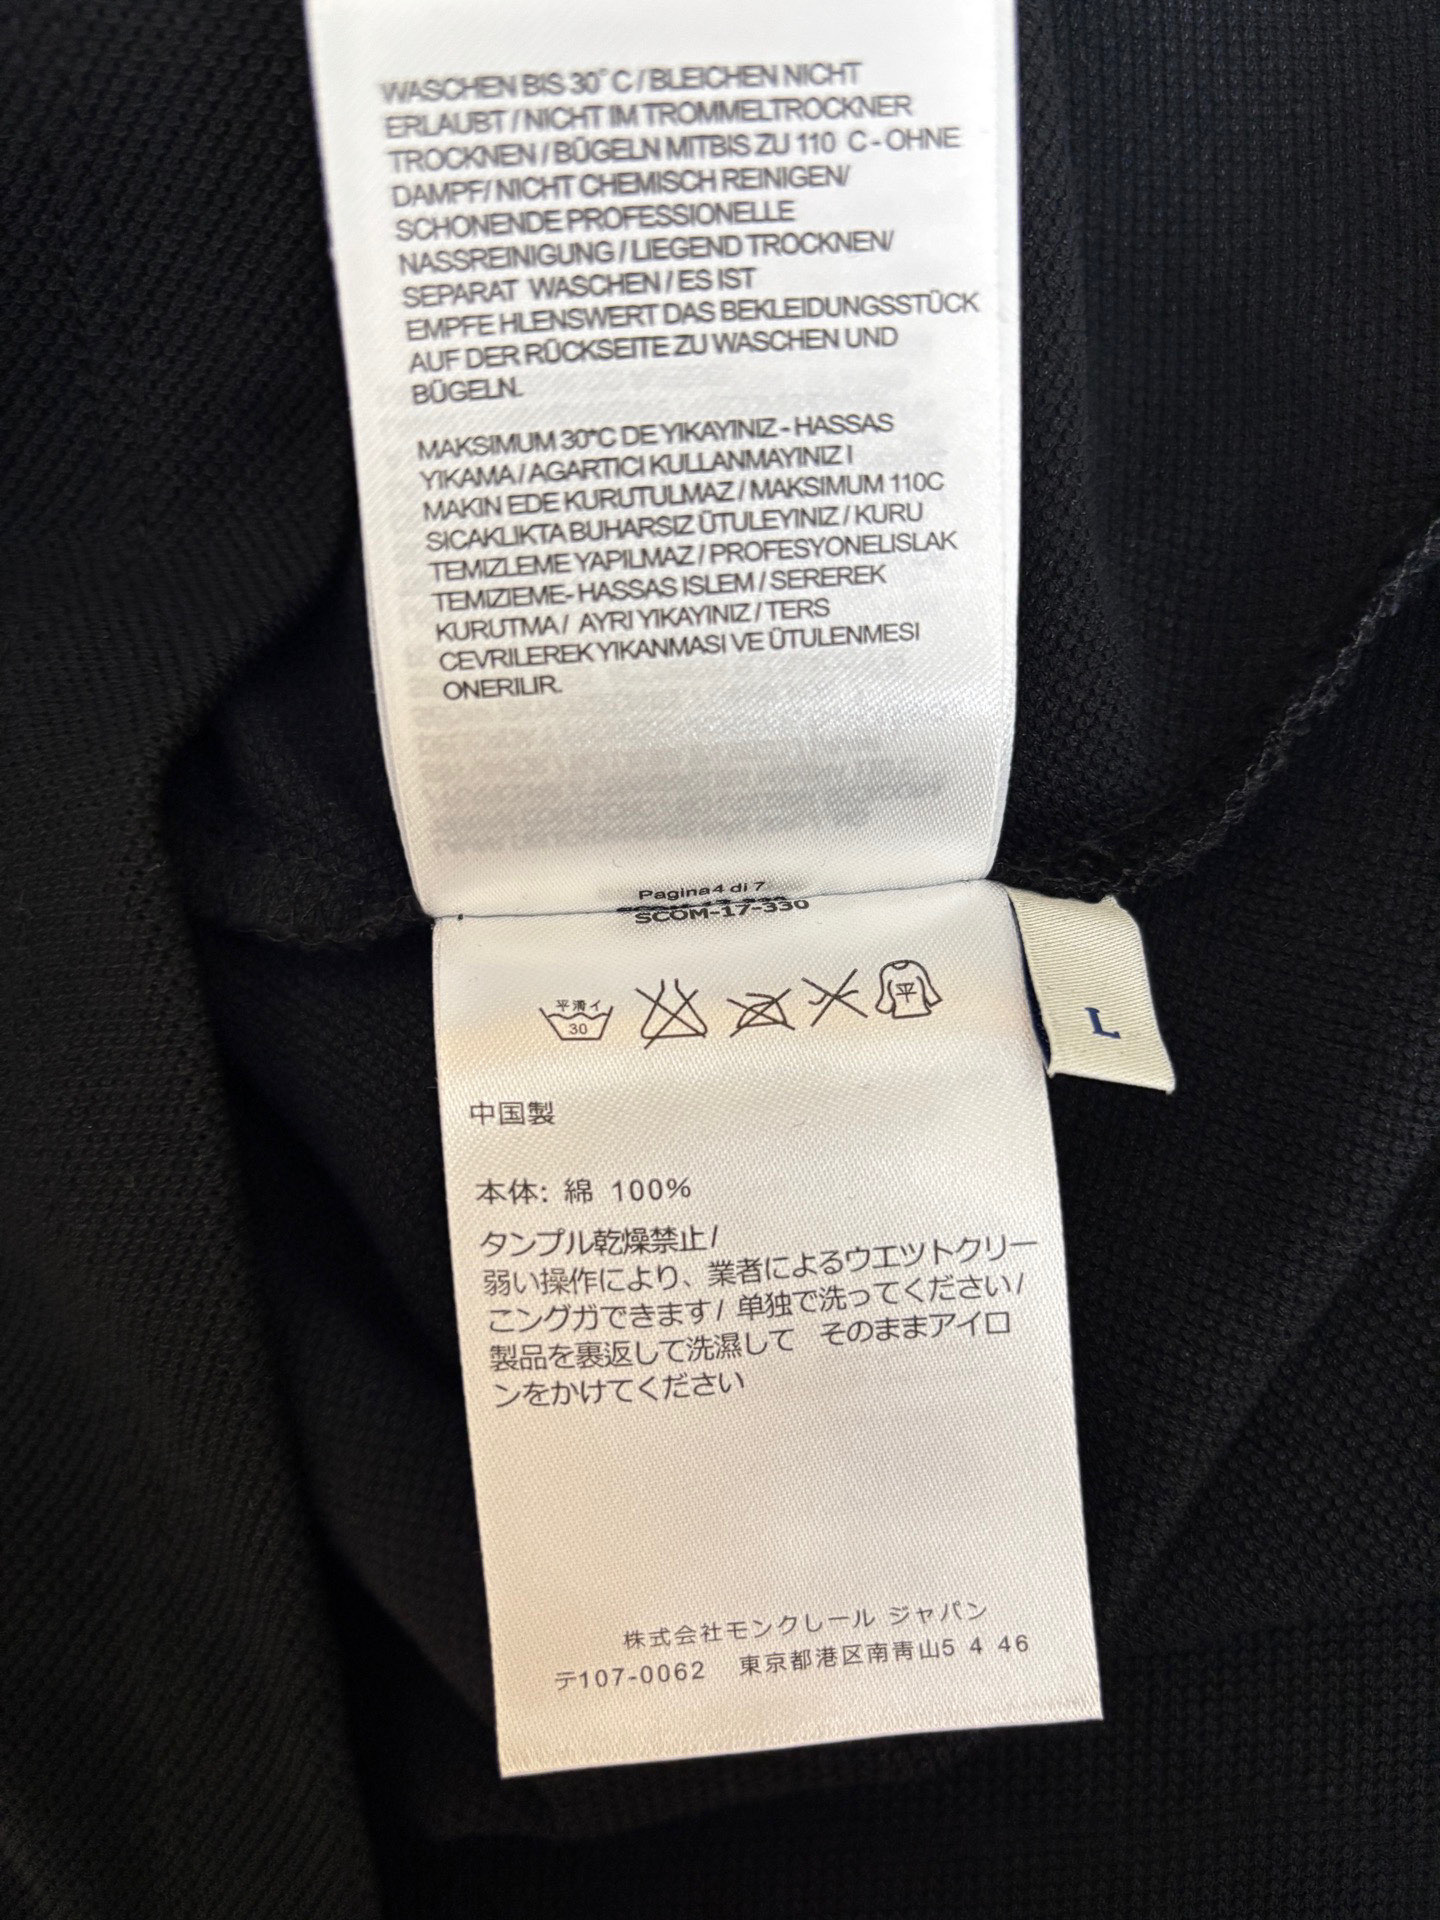 WASCHEN BIS 30° C / BLEICHEN NICHT
ERLAUBT / NICHT IM TROMMELTROCKNER
TROCKNEN / BÜGELN MITBIS ZU 110 C - OHNE
DAMPF/ NICHT CHEMISCH REINIGEN/
SCHONENDE PROFESSIONELLE
NASSREINIGUNG / LIEGEND TROCKNEN/
SEPARAT WASCHEN / ES IST
EMPFE HLENSWERT DAS BEKLEIDUNGSSTÜCK
AUF DER RÜCKSEITE ZU WASCHEN UND
BÜGELN.
MAKSIMUM 30°C DE YIKAYINIZ - HASSAS
YIKAMA / AGARTICI KULLANMAYINIZ I
MAKIN EDE KURUTULMAZ / MAKSIMUM 110C
SICAKLIKTA BUHARSIZ ÜTULEYINIZ / KURU
TEMIZLEME YAPILMAZ / PROFESYONELISLAK
TEMIZIEME- HASSAS ISLEM / SEREREK
KURUTMA / AYRI YIKAYINIZ / TERS
CEVRILEREK YIKANMASI VE ÜTULENMESI
ONERILIR.
Pagina4 di 7
SCOM-17-330
平滑イ
30
平
L
中国製
本体: 綿 100%
タンプル乾燥禁止/
弱い操作により、業者によるウエツトクリー
こングガできます/ 単独で洗ってください/
製品を裏返して洗濕して そのままアイロ
ンをかけてください
株式会社モンクレール ジャパン
〒107-0062 東京都港区南青山5 4 46